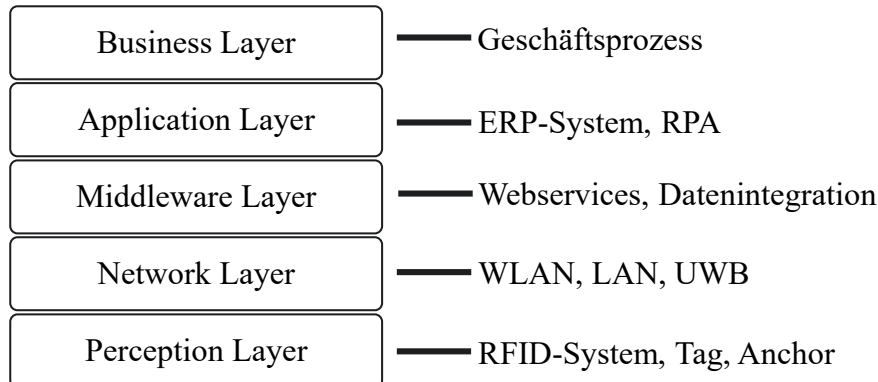 Business Layer Geschäftsprozess
Application Layer ERP-System, RPA
Middleware Layer Webservices, Datenintegration
Network Layer WLAN, LAN, UWB
Perception Layer RFID-System, Tag, Anchor